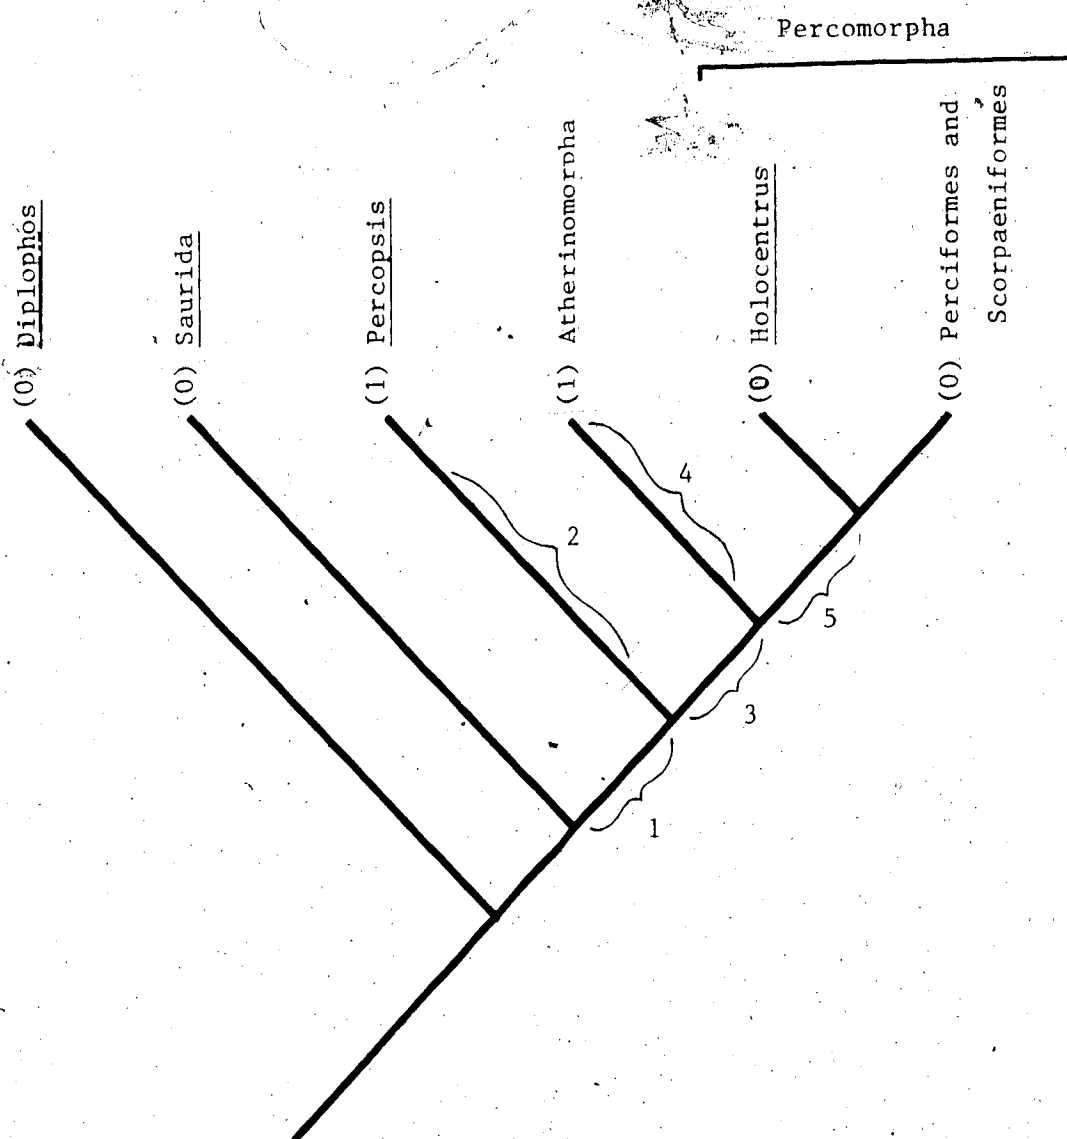 Percomorpha
(0) Diplophos
(0) Saurida
(1) Percopsis
(1) Atherinomorpha
(0) Holocentrus
(0) Perciformes and
Scorpaeniformes
4
2
5
3
1